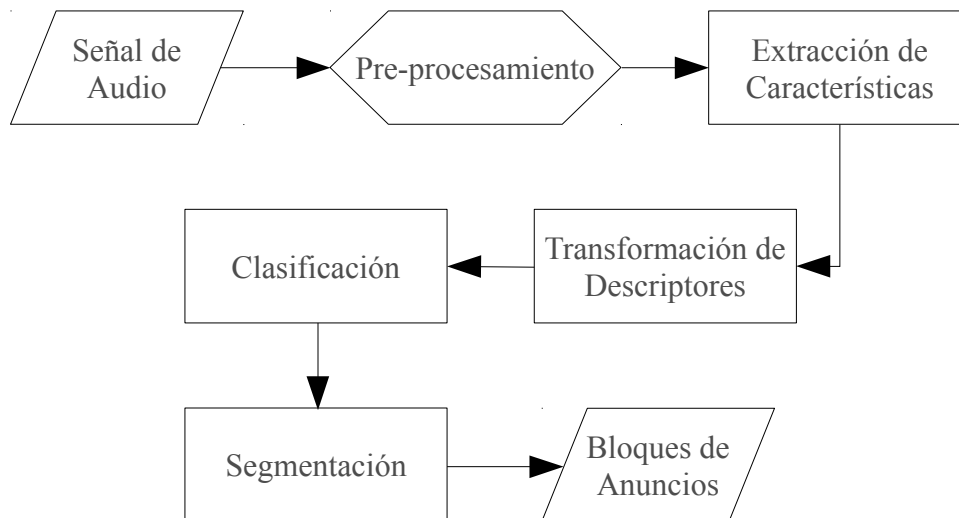 Señal de
Audio
Pre-procesamiento
Extracción de
Características
Transformación de
Descriptores
Clasificación
Segmentación
Bloques de
Anuncios